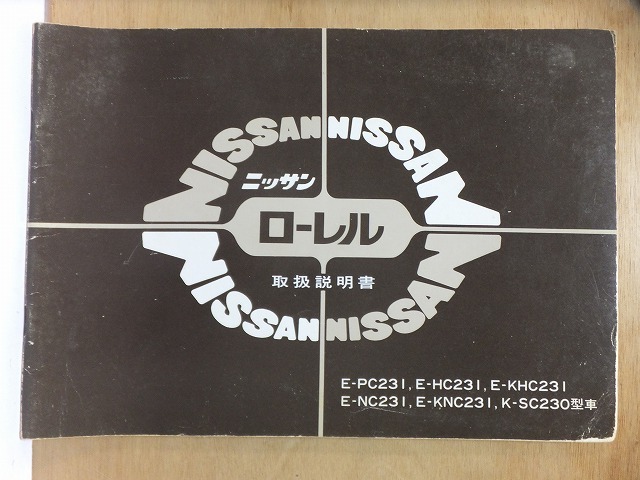 NISSAN NISSAN
ニッサン
ローレル
取扱説明書
NISSAN NISSAN
E-PC231, E-HC231, E-KHC231
E-NC231, E-KNC231, K-SC230型車